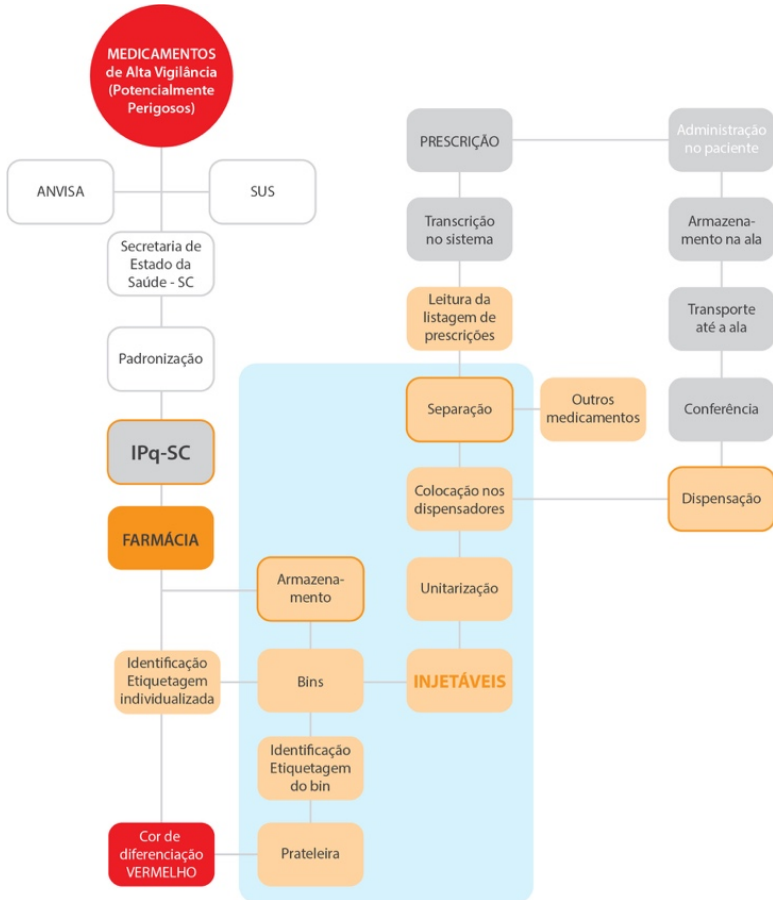 MEDICAMENTOS
de Alta Vigilância
(Potencialmente
Perigosos)
ANVISA
SUS
Secretaria de
Estado da
Saúde - SC
Padronização
IPq-SC
FARMÁCIA
Identificação
Etiquetagem
individualizada
Cor de
diferenciação
VERMELHO
Armazena-
mento
Bins
Identificação
Etiquetagem
do bin
Prateleira
PRESCRIÇÃO
Transcrição
no sistema
Leitura da
listagem de
prescrições
Separação
Outros
medicamentos
Colocação nos
dispensadores
Unitarização
INJETÁVEIS
Administração
no paciente
Armazena-
mento na ala
Transporte
até a ala
Conferência
Dispensação